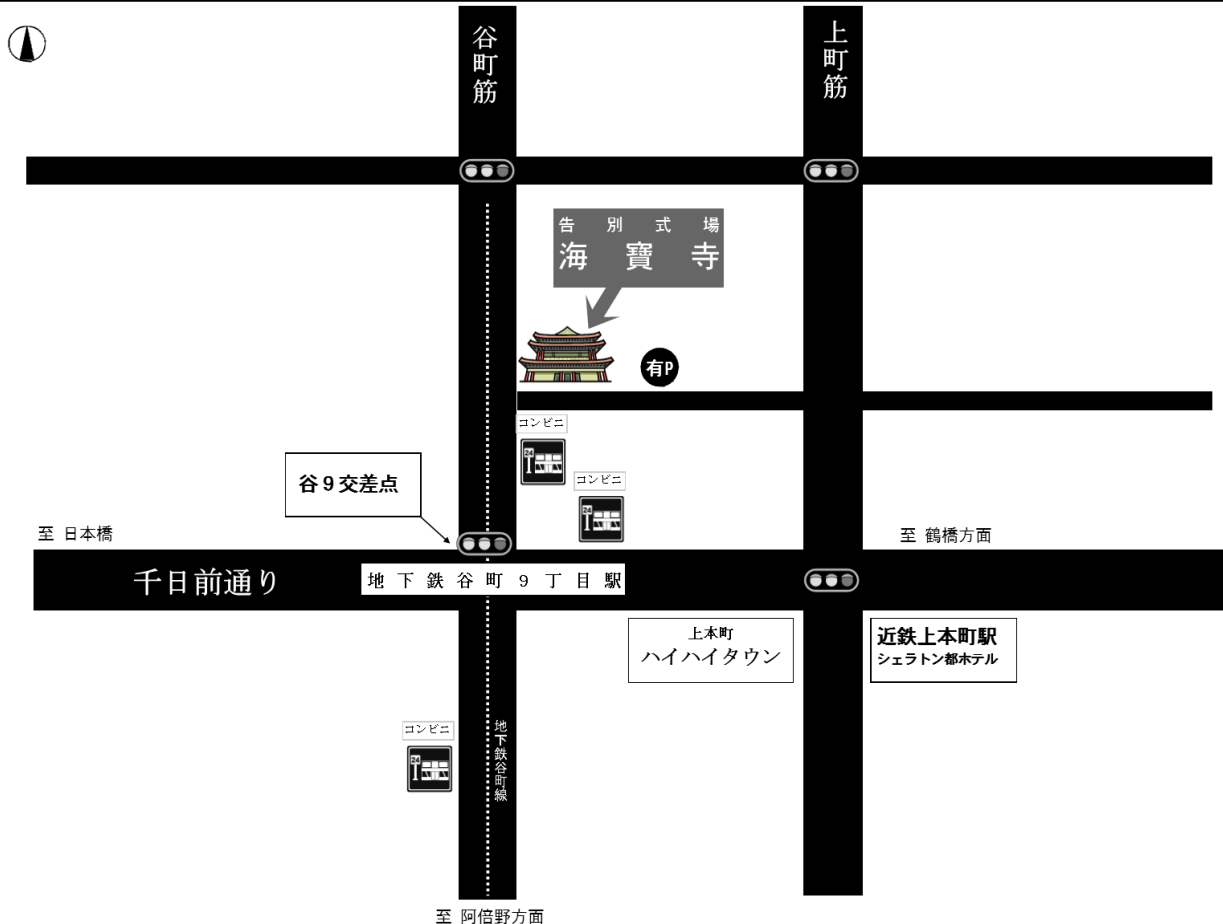 谷町筋
上町筋
告別式場
海寶寺
有P
コンビニ
24
コンビニ
24
谷9交差点
至 日本橋
至 鶴橋方面
千日前通り
地下鉄谷町9丁目駅
上本町
ハイハイタウン
近鉄上本町駅
シェラトン都ホテル
コンビニ
24
地下鉄谷町線
至 阿倍野方面